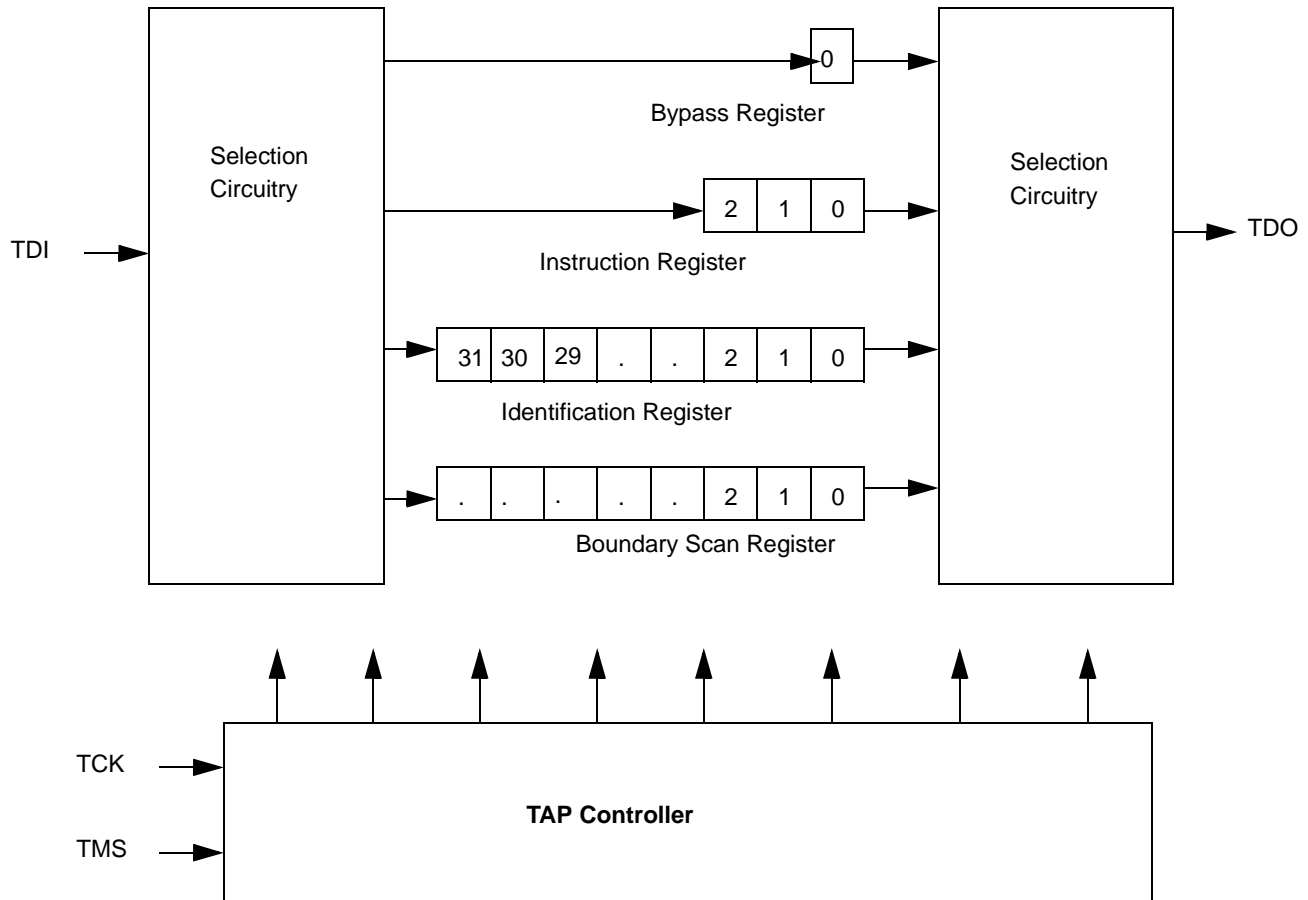 0
Bypass Register
Selection
Circuitry
Selection
Circuitry
2 1 0
TDI
TDO
Instruction Register
31 30 29 . . 2 1 0
Identification Register
. . . . . 2 1 0
Boundary Scan Register
TCK
TAP Controller
TMS